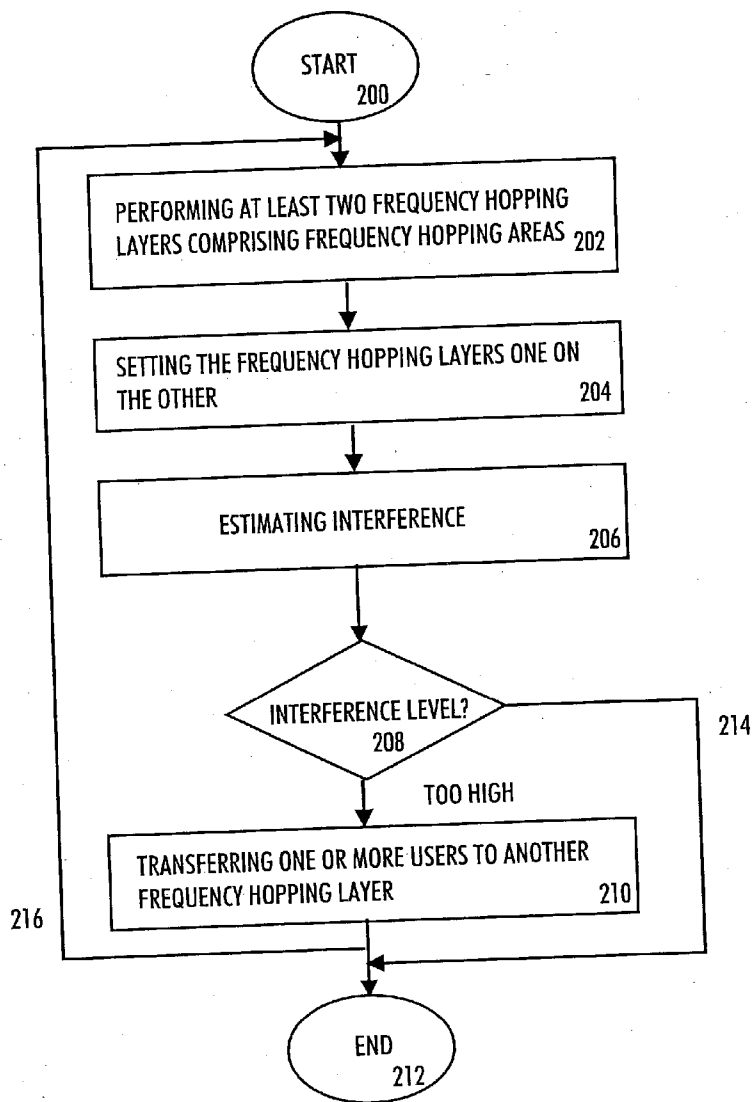 START
200
PERFORMING AT LEAST TWO FREQUENCY HOPPING
LAYERS COMPRISING FREQUENCY HOPPING AREAS 202
SETTING THE FREQUENCY HOPPING LAYERS ONE ON
THE OTHER 204
ESTIMATING INTERFERENCE
206
INTERFERENCE LEVEL?
208
214
TOO HIGH
TRANSFERRING ONE OR MORE USERS TO ANOTHER
FREQUENCY HOPPING LAYER 210
216
END
212